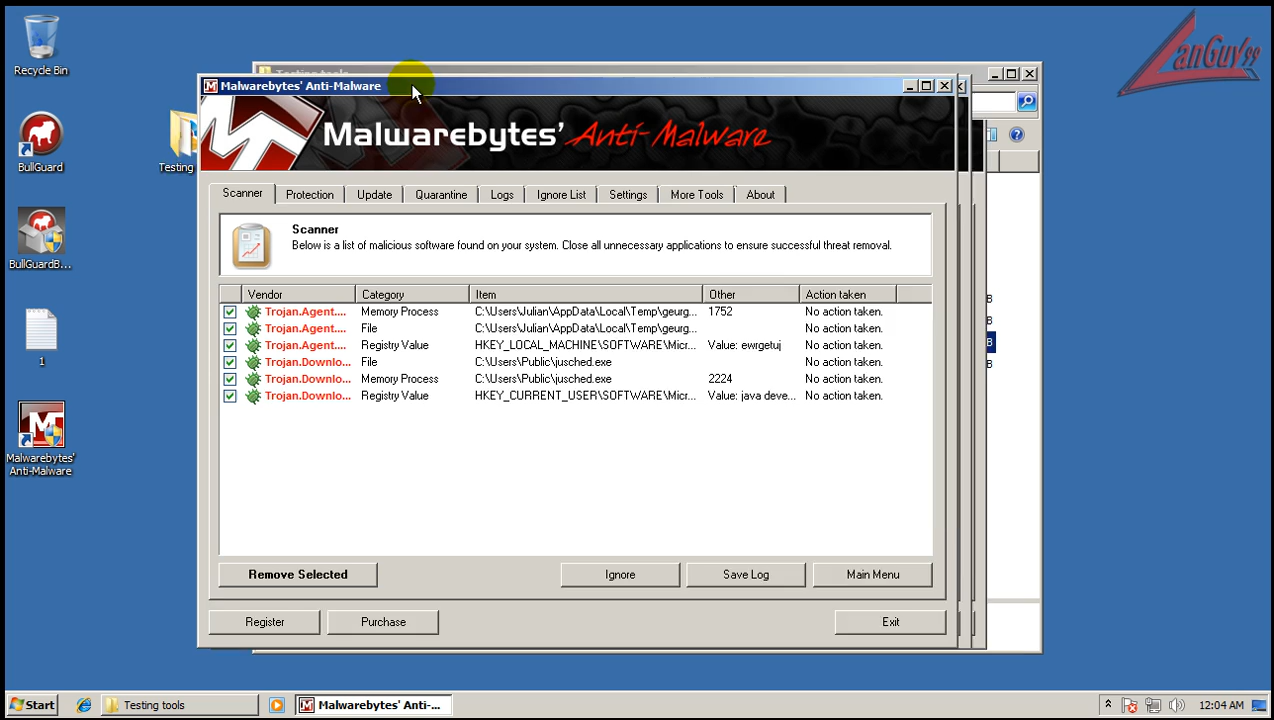 Recycle Bin
BullGuard
BullGuardB...
1
Malwarebytes'
Anti-Malware
Testing
LanGuy99
Testing tools
Malwarebytes' Anti-Malware
Malwarebytes' Anti-Malware
Scanner
Protection
Update
Quarantine
Logs
Ignore List
Settings
More Tools
About
Scanner
Below is a list of malicious software found on your system. Close all unnecessary applications to ensure successful threat removal.
Vendor Category Item Other Action taken
Trojan.Agent.... Memory Process C:\Users\Julian\AppData\Local\Temp\geurg... 1752 No action taken.
Trojan.Agent.... File C:\Users\Julian\AppData\Local\Temp\geurg... No action taken.
Trojan.Agent.... Registry Value HKEY_LOCAL_MACHINE\SOFTWARE\Micr... Value: ewrgetuj No action taken.
Trojan.Downlo... File C:\Users\Public\jusched.exe No action taken.
Trojan.Downlo... Memory Process C:\Users\Public\jusched.exe 2224 No action taken.
Trojan.Downlo... Registry Value HKEY_CURRENT_USER\SOFTWARE\Micr... Value: java deve... No action taken.
Remove Selected
Ignore
Save Log
Main Menu
Register
Purchase
Exit
B
B
B
B
Start
Testing tools
Malwarebytes' Anti-...
12:04 AM